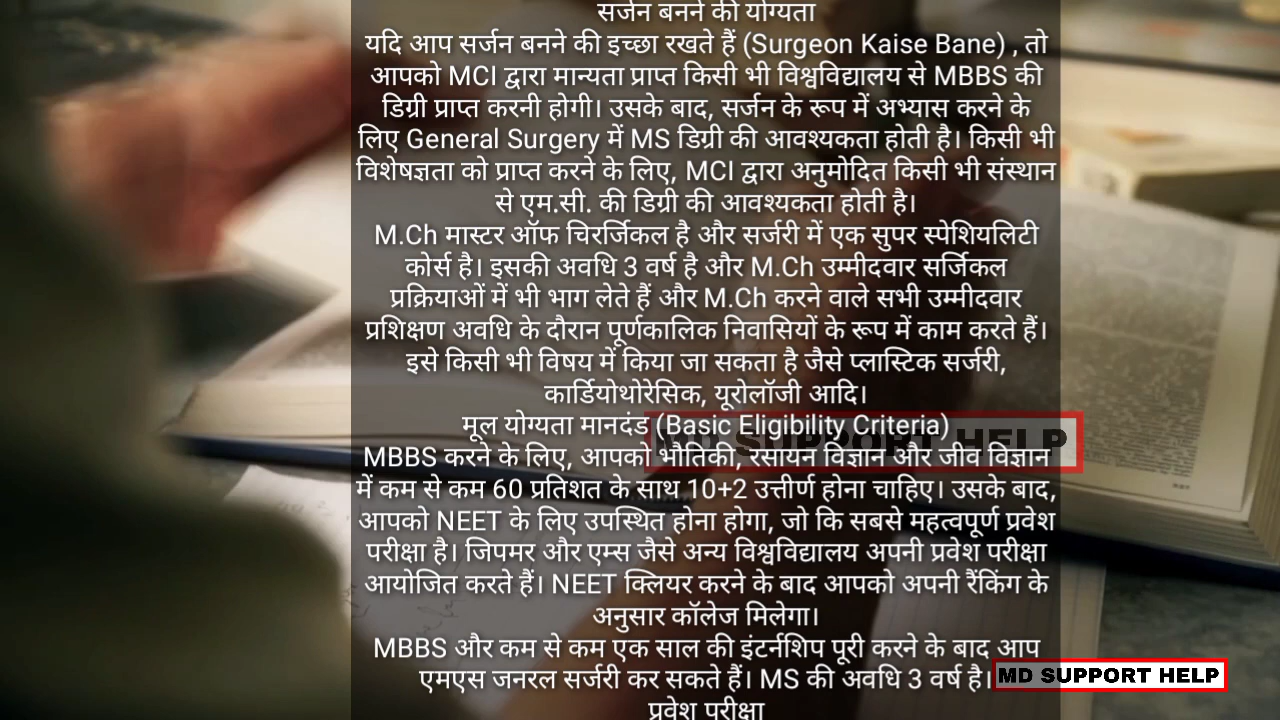 सर्जन बनने की योग्यता
यदि आप सर्जन बनने की इच्छा रखते हैं (Surgeon Kaise Bane) , तो
आपको MCI द्वारा मान्यता प्राप्त किसी भी विश्वविद्यालय से MBBS की
डिग्री प्राप्त करनी होगी। उसके बाद, सर्जन के रूप में अभ्यास करने के
लिए General Surgery में MS डिग्री की आवश्यकता होती है। किसी भी
विशेषज्ञता को प्राप्त करने के लिए, MCI द्वारा अनुमोदित किसी भी संस्थान
से एम.सी. की डिग्री की आवश्यकता होती है।
M.Ch मास्टर ऑफ चिरर्जिकल है और सर्जरी में एक सुपर स्पेशियलिटी
कोर्स है। इसकी अवधि 3 वर्ष है और M.Ch उम्मीदवार सर्जिकल
प्रक्रियाओं में भी भाग लेते हैं और M.Ch करने वाले सभी उम्मीदवार
प्रशिक्षण अवधि के दौरान पूर्णकालिक निवासियों के रूप में काम करते हैं।
इसे किसी भी विषय में किया जा सकता है जैसे प्लास्टिक सर्जरी,
कार्डियोथोरेसिक, यूरोलॉजी आदि।
मूल योग्यता मानदंड (Basic Eligibility Criteria)
MD SUPPORT HELP
MBBS करने के लिए, आपको भौतिकी, रसायन विज्ञान और जीव विज्ञान
में कम से कम 60 प्रतिशत के साथ 10+2 उत्तीर्ण होना चाहिए। उसके बाद,
आपको NEET के लिए उपस्थित होना होगा, जो कि सबसे महत्वपूर्ण प्रवेश
परीक्षा है। जिपमर और एम्स जैसे अन्य विश्वविद्यालय अपनी प्रवेश परीक्षा
आयोजित करते हैं। NEET क्लियर करने के बाद आपको अपनी रैंकिंग के
अनुसार कॉलेज मिलेगा।
MBBS और कम से कम एक साल की इंटर्नशिप पूरी करने के बाद आप
एमएस जनरल सर्जरी कर सकते हैं। MS की अवधि 3 वर्ष है।
MD SUPPORT HELP
प्रवेश परीक्षा